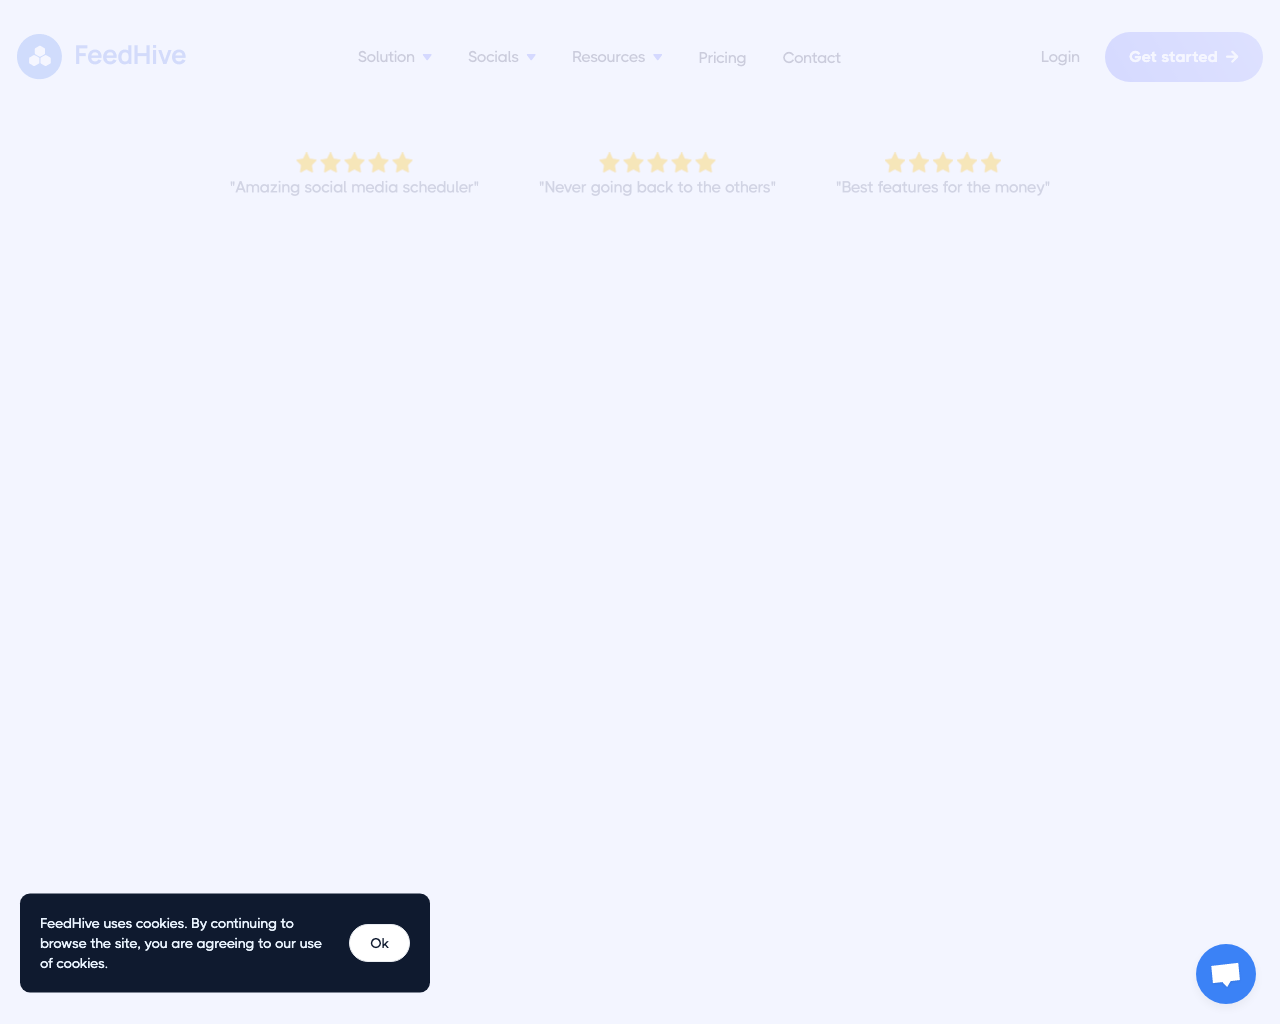 FeedHive
Solution
Socials
Resources
Pricing
Contact
Login
Get started
"Amazing social media scheduler"
"Never going back to the others"
"Best features for the money"
FeedHive uses cookies. By continuing to
browse the site, you are agreeing to our use
of cookies.
Ok